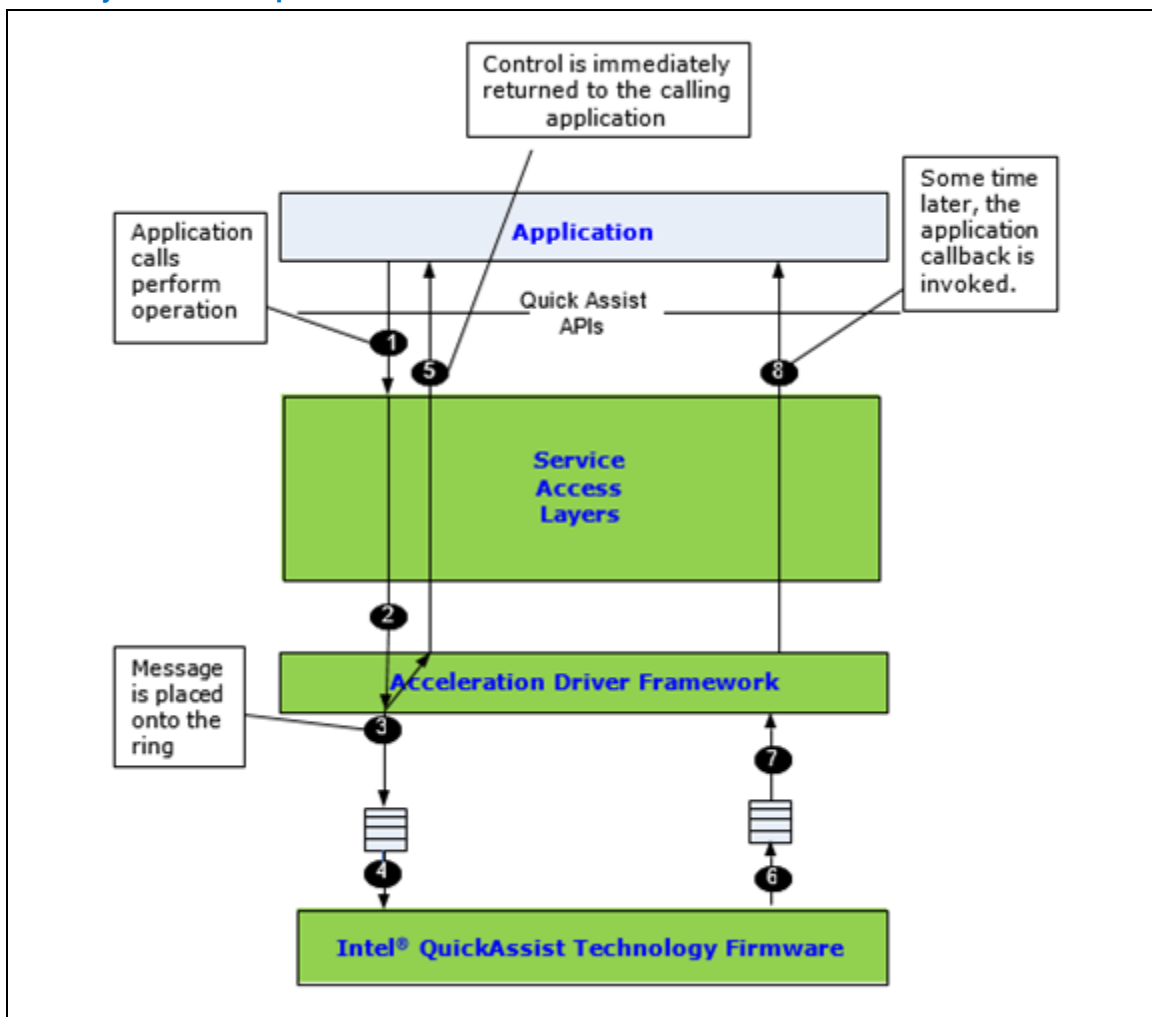 Control is immediately
returned to the calling
application
Some time
later, the
application
callback is
invoked.
Application
calls
perform
operation
Application
Quick Assist
APIs
1
5
8
Service
Access
Layers
2
Message
is placed
onto the
ring
Acceleration Driver Framework
3
7
4
6
Intel® QuickAssist Technology Firmware